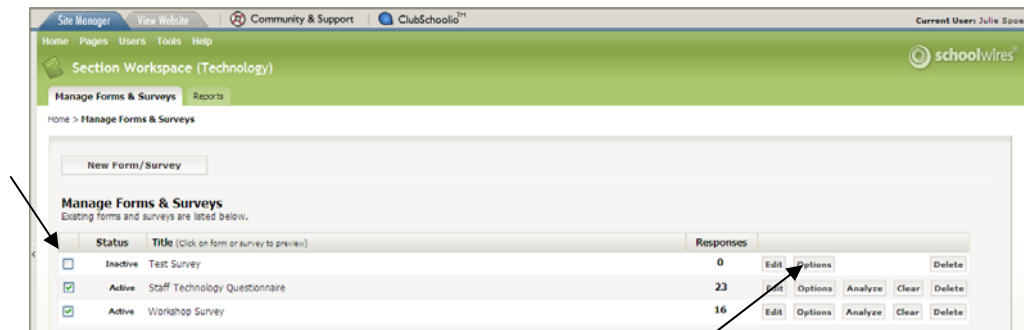 Site Manager View Website Community & Support ClubSchoolio™ Current User: Julie
Home Pages Users Tools Help
schoolwires®
Section Workspace (Technology)
Manage Forms & Surveys Reports
Home > Manage Forms & Surveys
New Form/Survey
Manage Forms & Surveys
Existing forms and surveys are listed below.
Status Title (Click on form or survey to preview) Responses
Inactive Test Survey 0 Edit Options Delete
Active Staff Technology Questionnaire 23 Edit Options Analyze Clear Delete
Active Workshop Survey 16 Edit Options Analyze Clear Delete